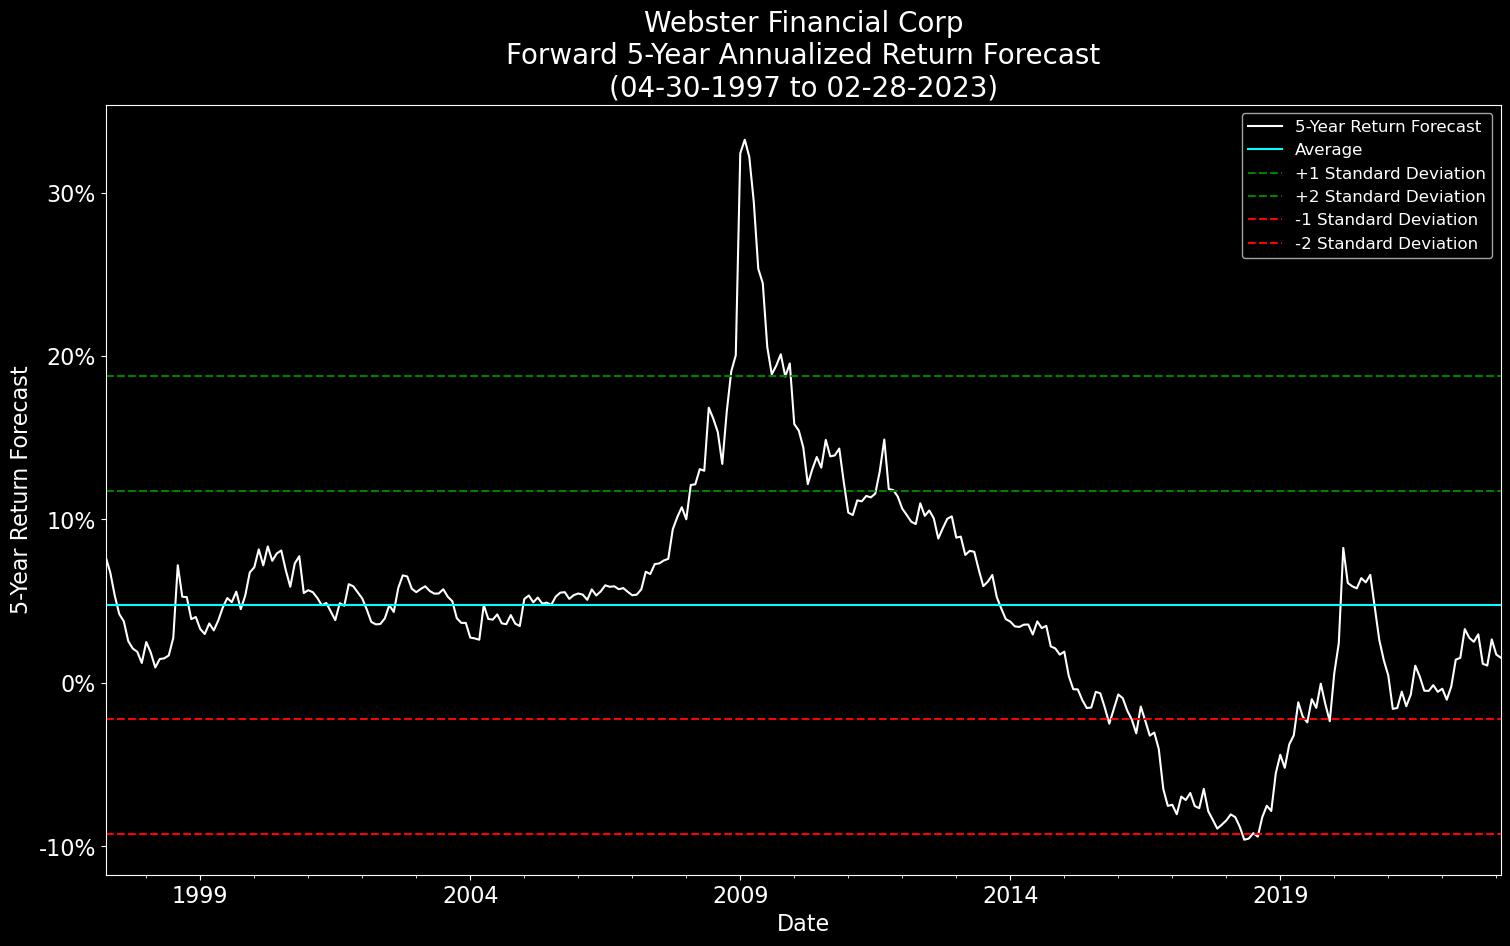 Webster Financial Corp
Forward 5-Year Annualized Return Forecast
(04-30-1997 to 02-28-2023)
5-Year Return Forecast
Average
+1 Standard Deviation
+2 Standard Deviation
-1 Standard Deviation
-2 Standard Deviation
5-Year Return Forecast
30%
20%
10%
0%
-10%
1999 2004 2009 2014 2019
Date